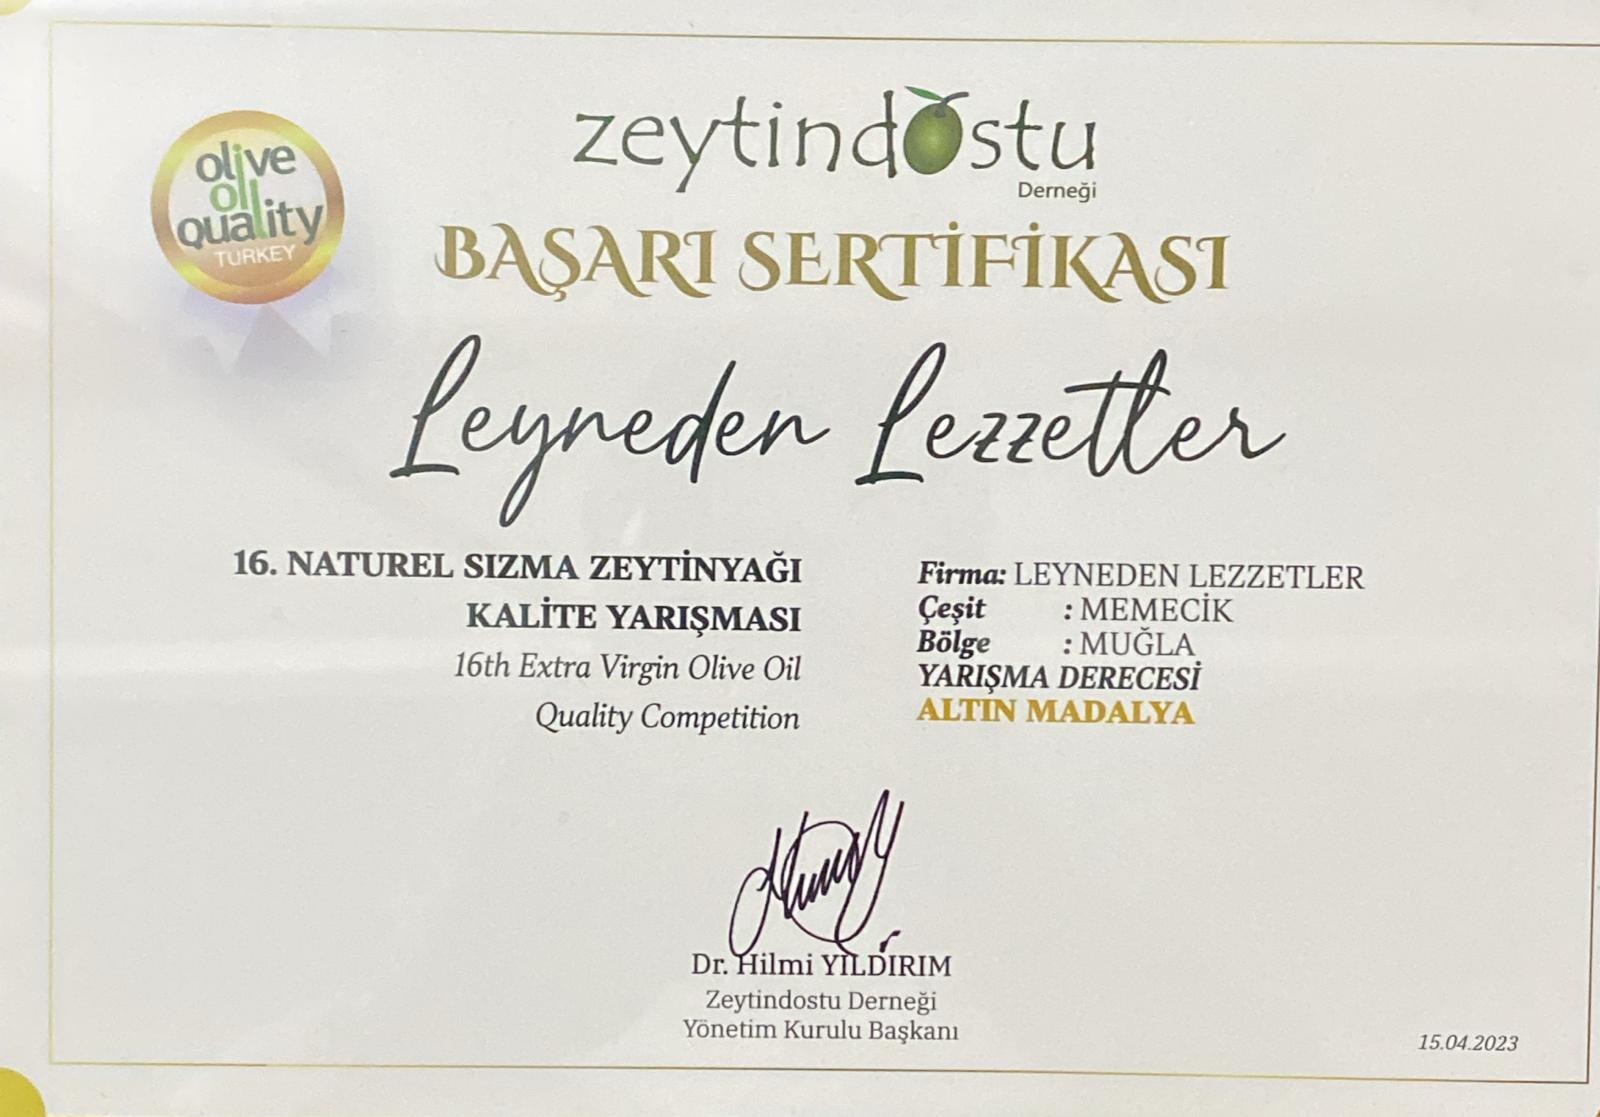 olive
oil
quality
TURKEY
zeytindostu
Derneği
BAŞARI SERTİFİKASI
Leyneden Lezzetler
16. NATUREL SIZMA ZEYTİNYAĞI
KALİTE YARIŞMASI
16th Extra Virgin Olive Oil
Quality Competition
Firma: LEYNEDEN LEZZETLER
Çeşit : MEMECİK
Bölge : MUĞLA
YARIŞMA DERECESİ
ALTIN MADALYA
Dr. Hilmi YILDIRIM
Zeytindostu Derneği
Yönetim Kurulu Başkanı
15.04.2023